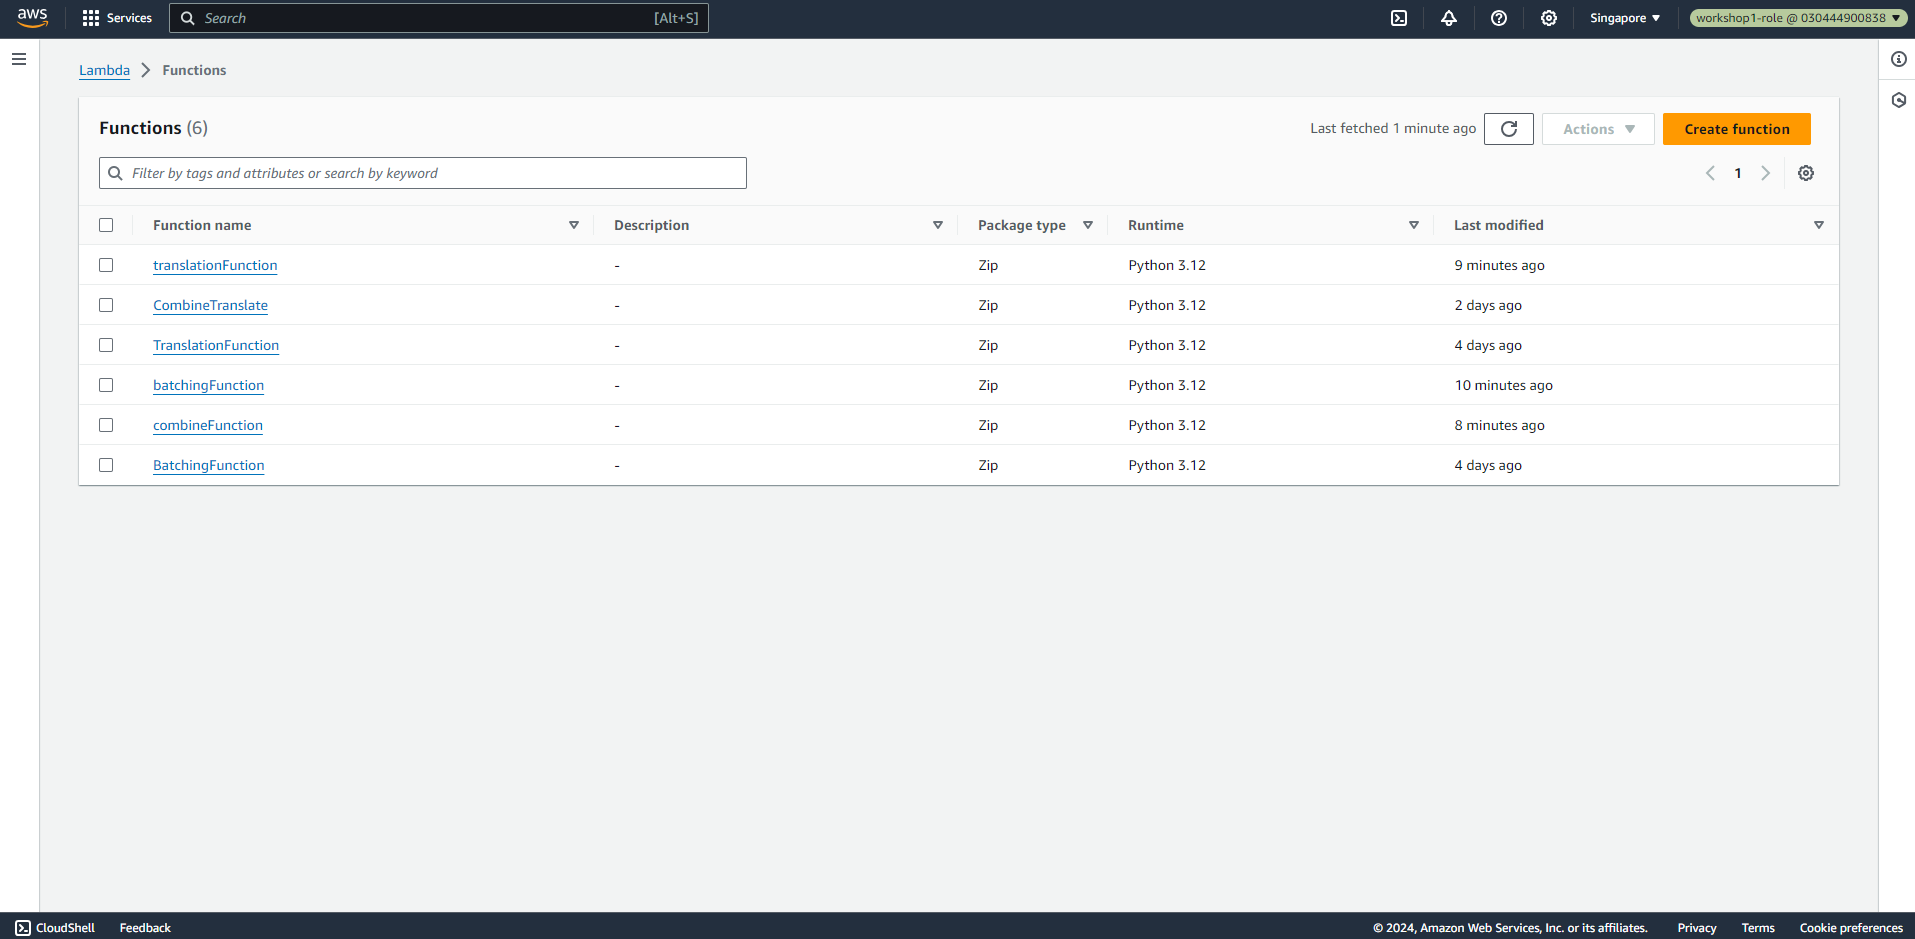 aws Services Search [Alt+S] Singapore workshop1-role @ 030444900838
Lambda Functions
Functions (6) Last fetched 1 minute ago Actions Create function
Filter by tags and attributes or search by keyword 1
Function name Description Package type Runtime Last modified
translationFunction - Zip Python 3.12 9 minutes ago
CombineTranslate - Zip Python 3.12 2 days ago
TranslationFunction - Zip Python 3.12 4 days ago
batchingFunction - Zip Python 3.12 10 minutes ago
combineFunction - Zip Python 3.12 8 minutes ago
BatchingFunction - Zip Python 3.12 4 days ago
CloudShell Feedback © 2024, Amazon Web Services, Inc. or its affiliates. Privacy Terms Cookie preferences